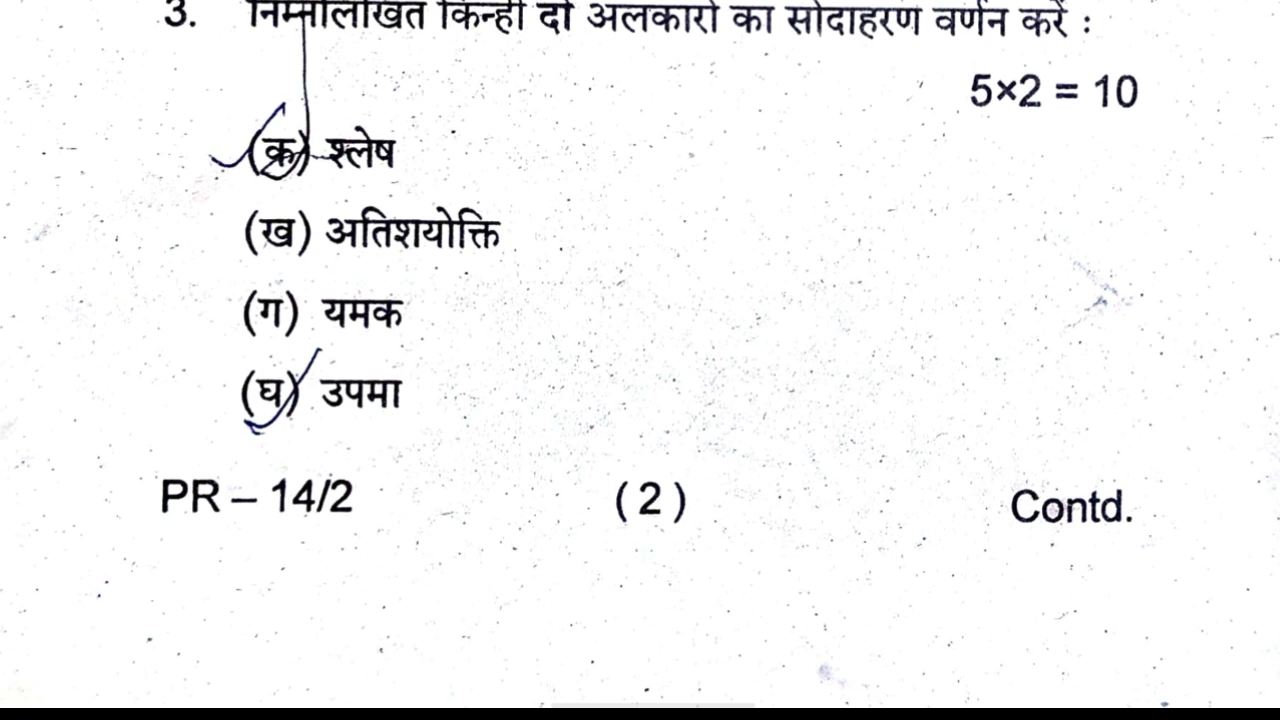 3. निम्नलिखित किन्हीं दो अलंकारों का सोदाहरण वर्णन करें :
5×2 = 10
(क) श्लेष
(ख) अतिशयोक्ति
(ग) यमक
(घ) उपमा
PR – 14/2 (2) Contd.